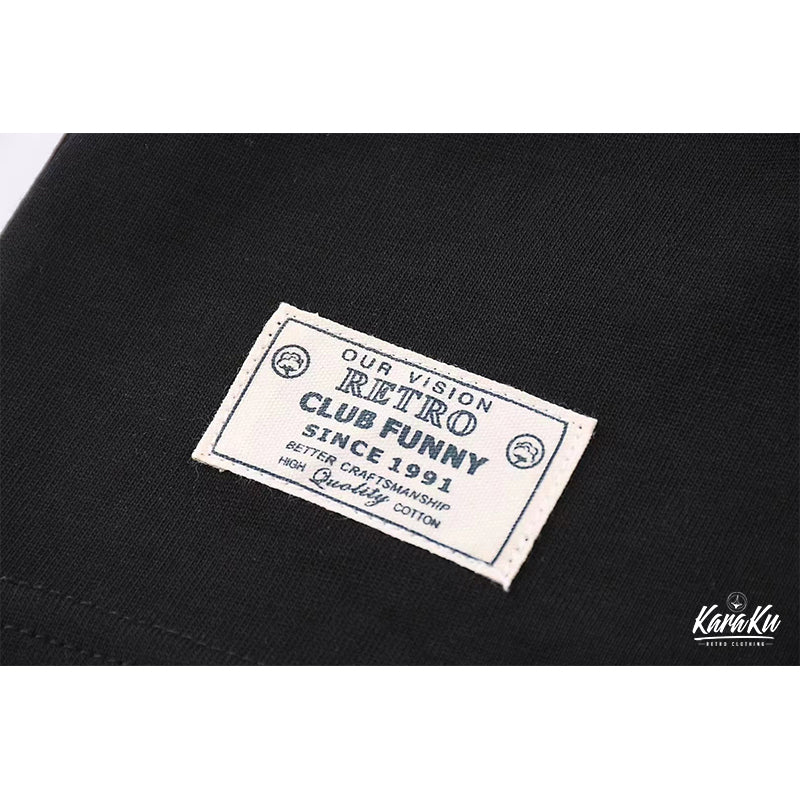 OUR VISION
RETRO
CLUB FUNNY
SINCE 1991
BETTER CRAFTSMANSHIP
HIGH Quality COTTON
KaraKu
RETRO CLOTHING